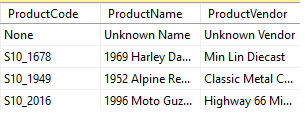 ProductCode ProductName ProductVendor
None Unknown Name Unknown Vendor
S10_1678 1969 Harley Da... Min Lin Diecast
S10_1949 1952 Alpine Re... Classic Metal C...
S10_2016 1996 Moto Guz... Highway 66 Mi...